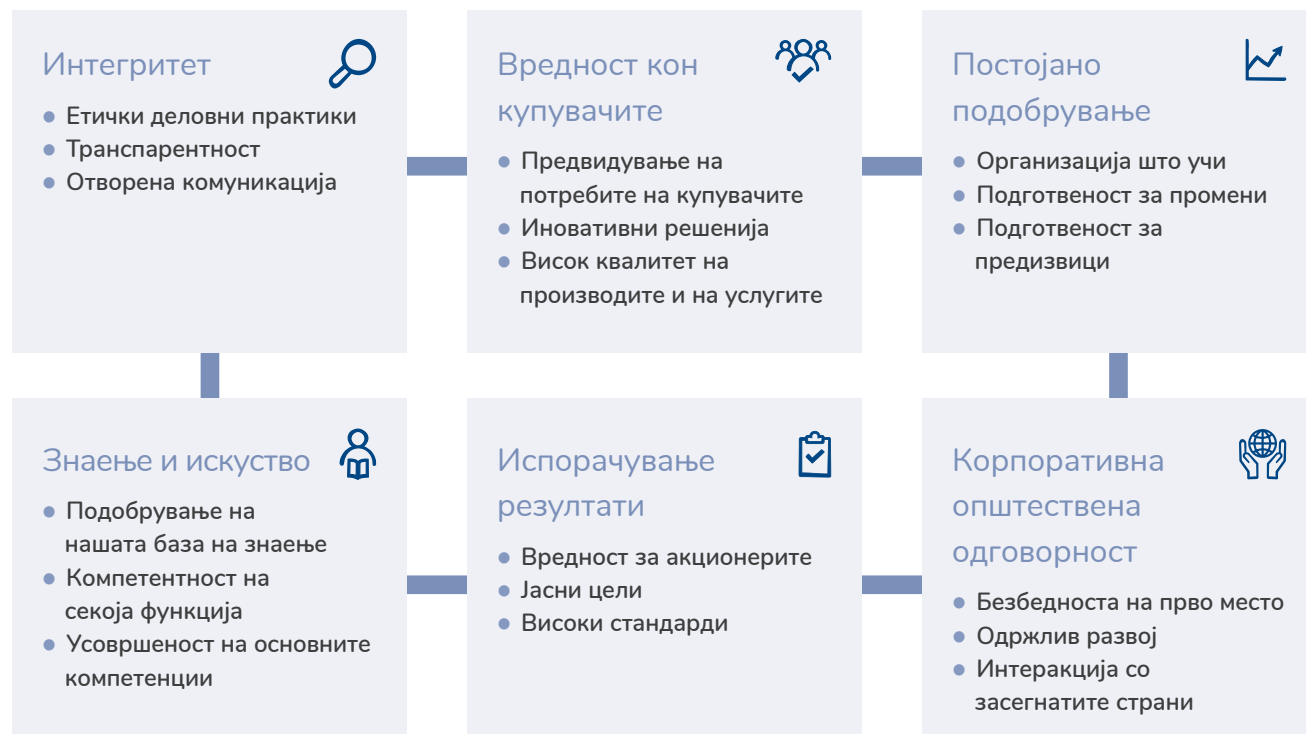 Интегритет
Етички деловни практики
Транспарентност
Отворена комуникација
Вредност кон
купувачите
Предвидување на
потребите на купувачите
Иновативни решенија
Висок квалитет на
производите и на услугите
Постојано
подобрување
Организација што учи
Подготвеност за промени
Подготвеност за
предизвици
Знаење и искуство
Подобрување на
нашата база на знаење
Компетентност на
секоја функција
Усовршеност на основните
компетенции
Испорачување
резултати
Вредност за акционерите
Јасни цели
Високи стандарди
Корпоративна
општествена
одговорност
Безбедноста на прво место
Одржлив развој
Интеракција со
засегнатите страни